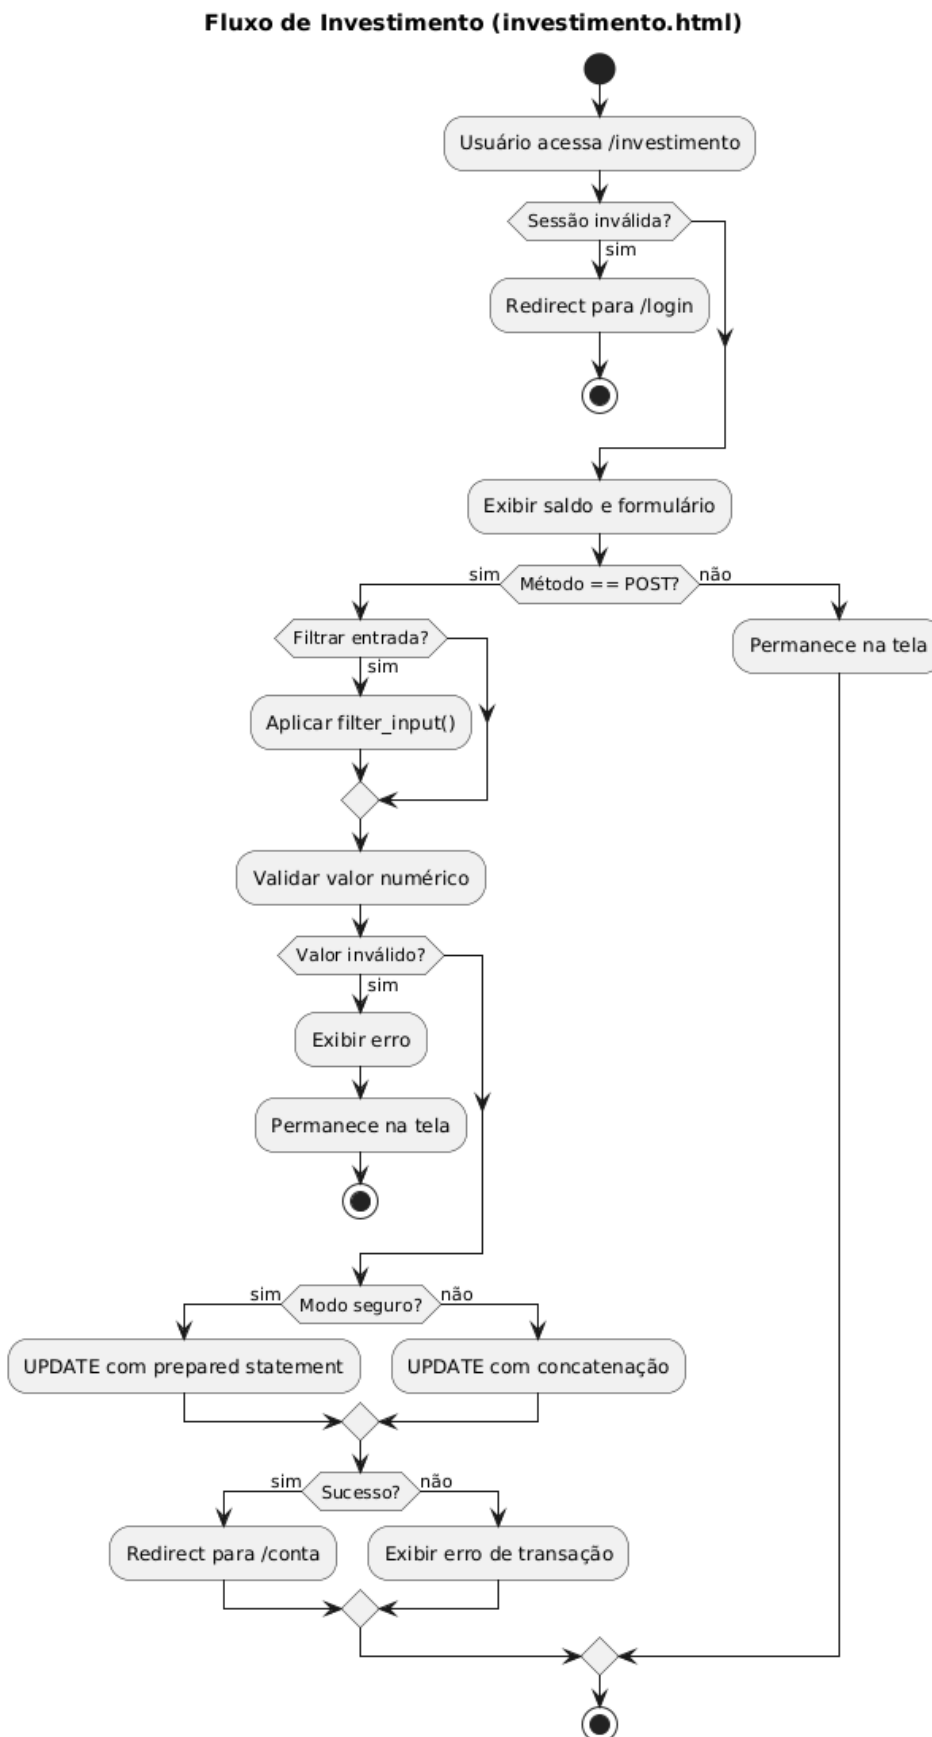 Fluxo de Investimento (investimento.html)
Usuário acessa /investimento
Sessão inválida?
sim
Redirect para /login
Exibir saldo e formulário
sim
Método == POST?
não
Filtrar entrada?
sim
Permanece na tela
Aplicar filter_input()
Validar valor numérico
Valor inválido?
sim
Exibir erro
Permanece na tela
sim
Modo seguro?
não
UPDATE com prepared statement
UPDATE com concatenação
sim
Sucesso?
não
Redirect para /conta
Exibir erro de transação